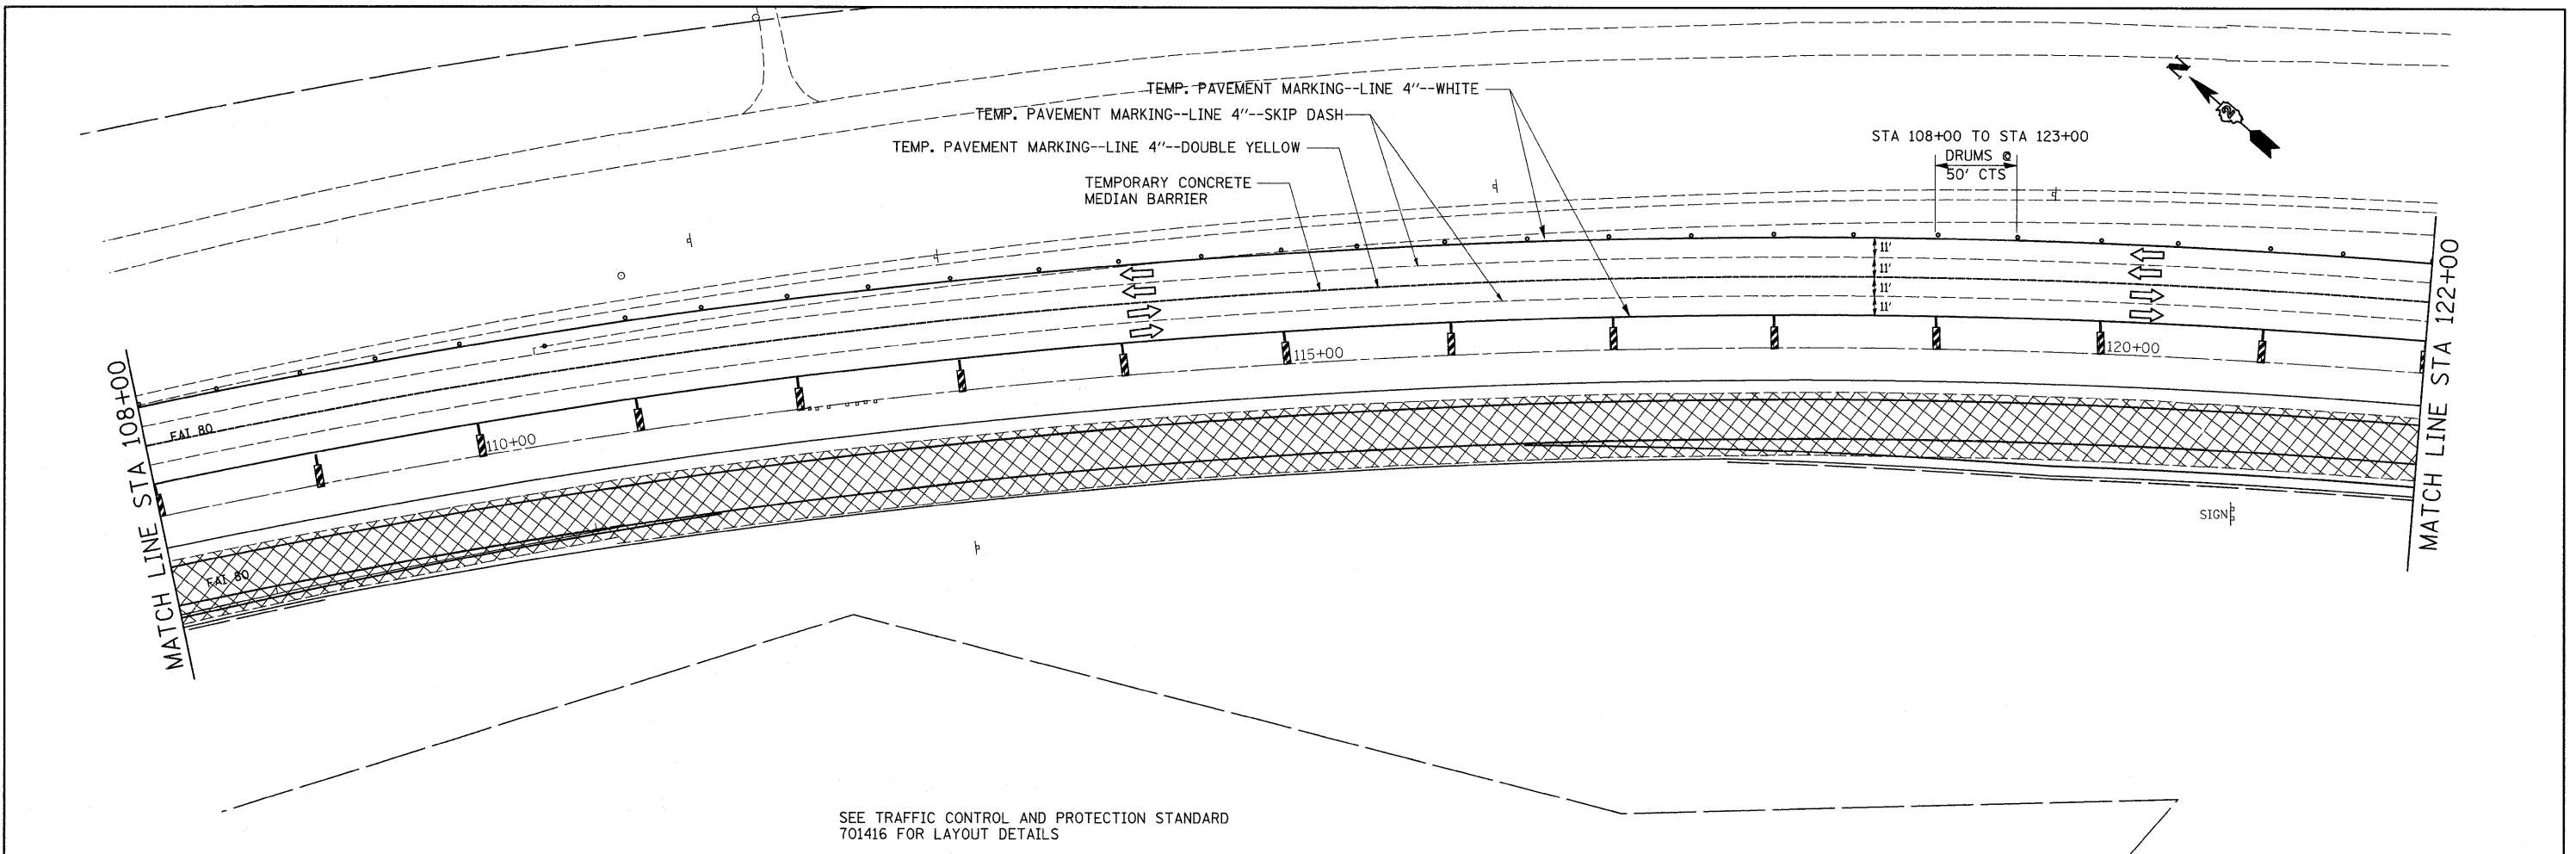 TEMP. PAVEMENT MARKING--LINE 4"--WHITE
TEMP. PAVEMENT MARKING--LINE 4"--SKIP DASH
TEMP. PAVEMENT MARKING--LINE 4"--DOUBLE YELLOW
TEMPORARY CONCRETE
MEDIAN BARRIER
N
STA 108+00 TO STA 123+00
DRUMS @
50' CTS
11'
11'
11'
11'
MATCH LINE STA 108+00
FAI 80
110+00
115+00
120+00
FAI 80
SIGN
MATCH LINE STA 122+00
SEE TRAFFIC CONTROL AND PROTECTION STANDARD
701416 FOR LAYOUT DETAILS